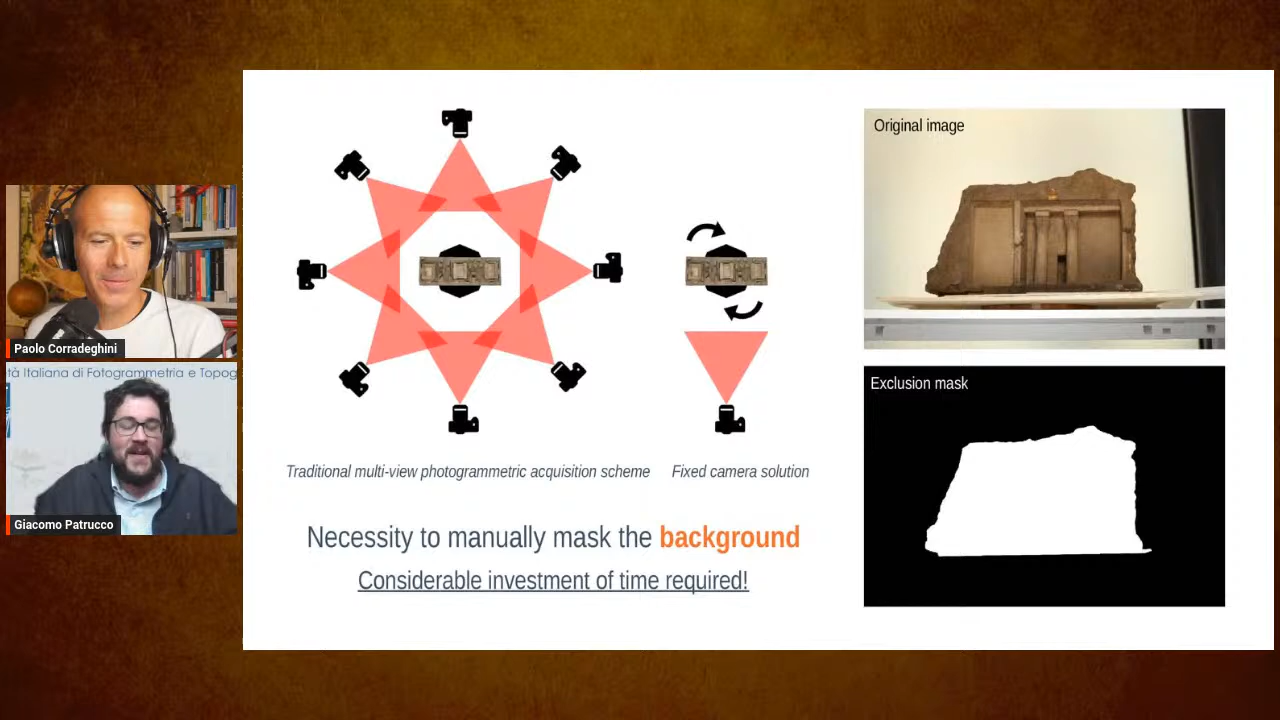 Paolo Corradeghini
tà Italiana di Fotogrammetria e Topog
Giacomo Patrucco
Traditional multi-view photogrammetric acquisition scheme
Fixed camera solution
Necessity to manually mask the background
Considerable investment of time required!
Original image
Exclusion mask